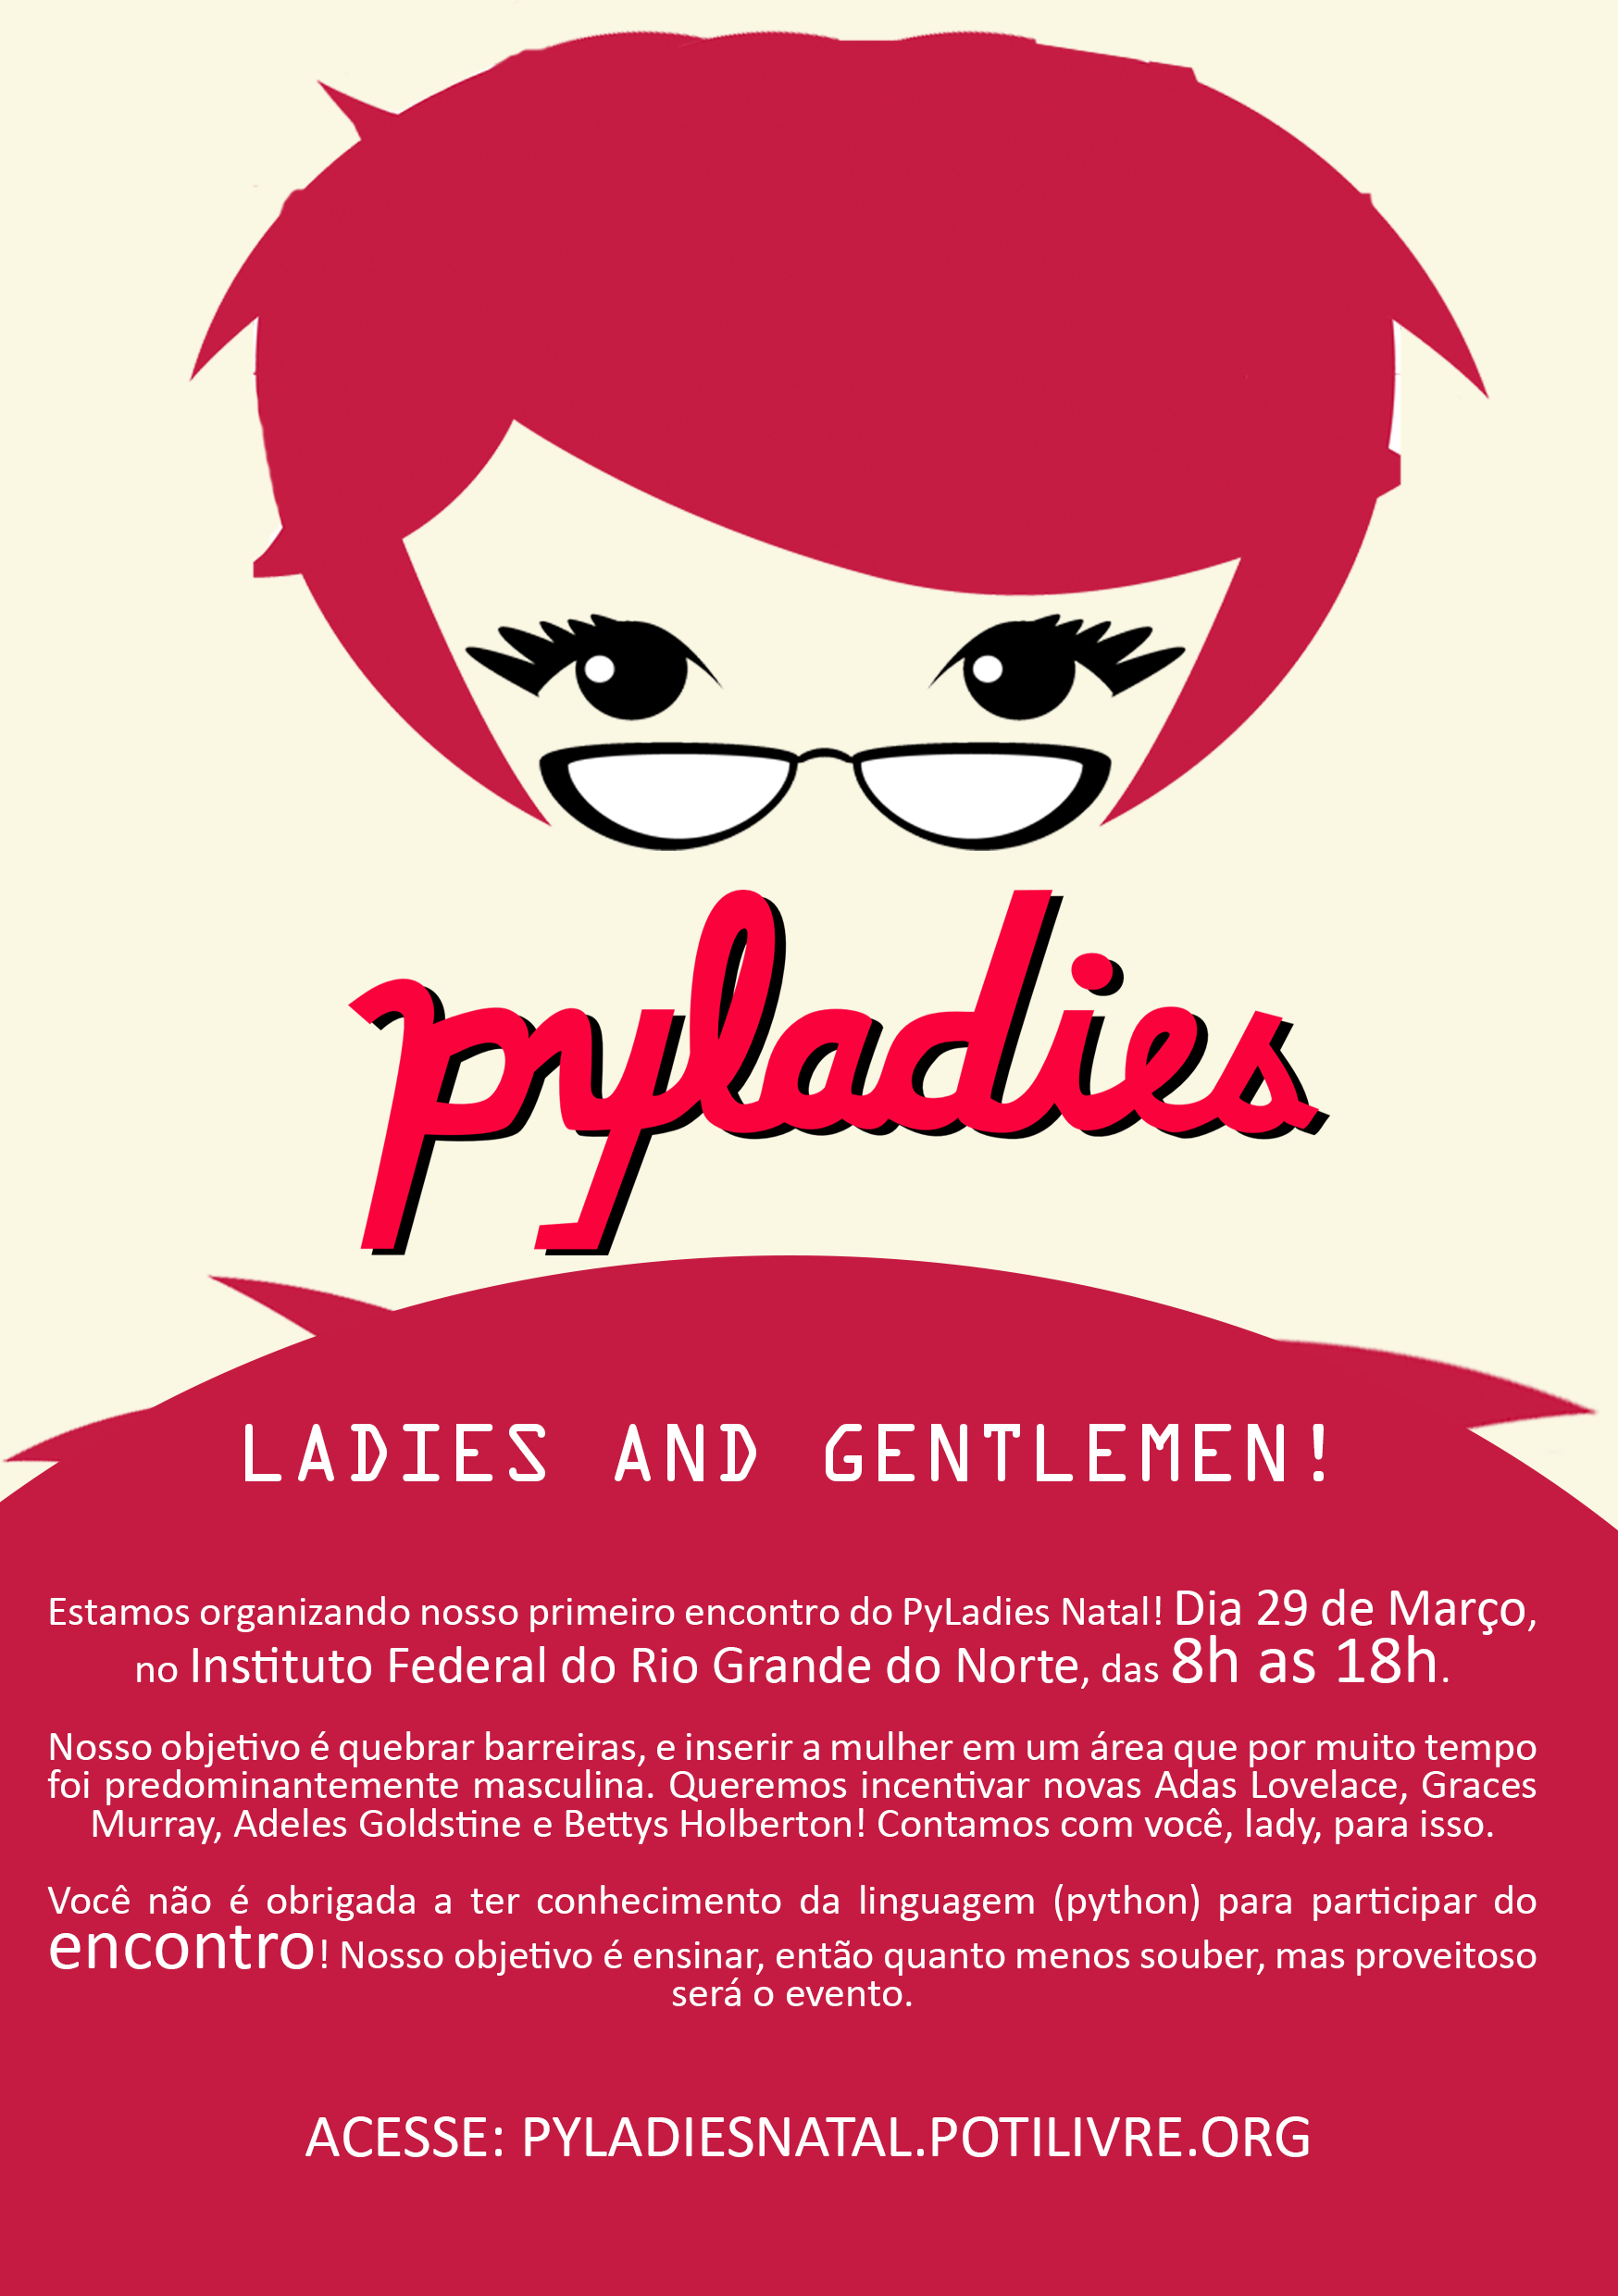 pyladies
LADIES AND GENTLEMEN!
Estamos organizando nosso primeiro encontro do PyLadies Natal! Dia 29 de Março,
no Instituto Federal do Rio Grande do Norte, das 8h as 18h.
Nosso objetivo é quebrar barreiras, e inserir a mulher em um área que por muito tempo
foi predominantemente masculina. Queremos incentivar novas Adas Lovelace, Graces
Murray, Adeles Goldstine e Bettys Holberton! Contamos com você, lady, para isso.
Você não é obrigada a ter conhecimento da linguagem (python) para participar do
encontro! Nosso objetivo é ensinar, então quanto menos souber, mas proveitoso
será o evento.
ACESSE: PYLADIESNATAL.POTILIVRE.ORG